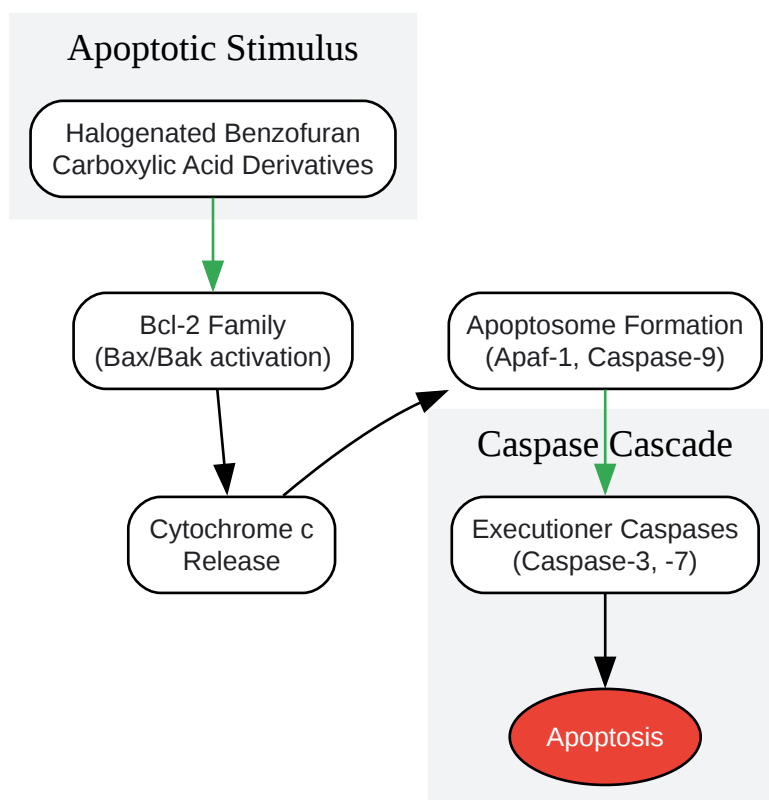 Apoptotic Stimulus
Halogenated Benzofuran
Carboxylic Acid Derivatives
Bcl-2 Family
(Bax/Bak activation)
Cytochrome c
Release
Apoptosome Formation
(Apaf-1, Caspase-9)
Caspase Cascade
Executioner Caspases
(Caspase-3, -7)
Apoptosis